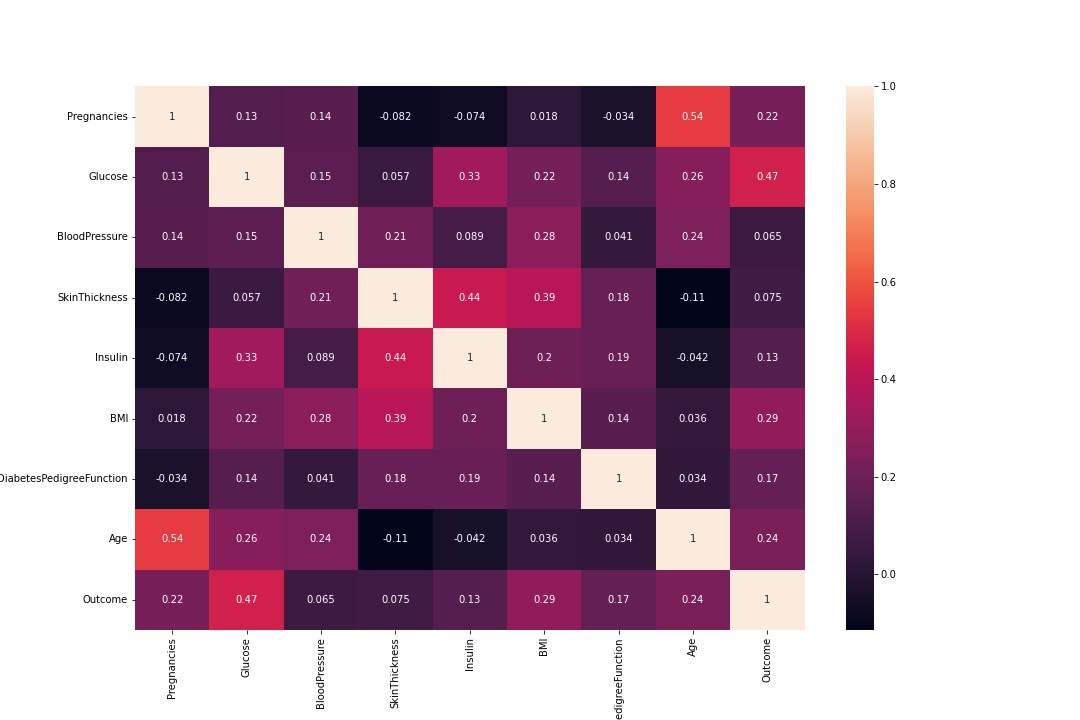 Pregnancies 1 0.13 0.14 -0.082 -0.074 0.018 -0.034 0.54 0.22
Glucose 0.13 1 0.15 0.057 0.33 0.22 0.14 0.26 0.47
BloodPressure 0.14 0.15 1 0.21 0.089 0.28 0.041 0.24 0.065
SkinThickness -0.082 0.057 0.21 1 0.44 0.39 0.18 -0.11 0.075
Insulin -0.074 0.33 0.089 0.44 1 0.2 0.19 -0.042 0.13
BMI 0.018 0.22 0.28 0.39 0.2 1 0.14 0.036 0.29
DiabetesPedigreeFunction -0.034 0.14 0.041 0.18 0.19 0.14 1 0.034 0.17
Age 0.54 0.26 0.24 -0.11 -0.042 0.036 0.034 1 0.24
Outcome 0.22 0.47 0.065 0.075 0.13 0.29 0.17 0.24 1
Pregnancies
Glucose
BloodPressure
SkinThickness
Insulin
BMI
edigreeFunction
Age
Outcome
1.0
0.8
0.6
0.4
0.2
0.0